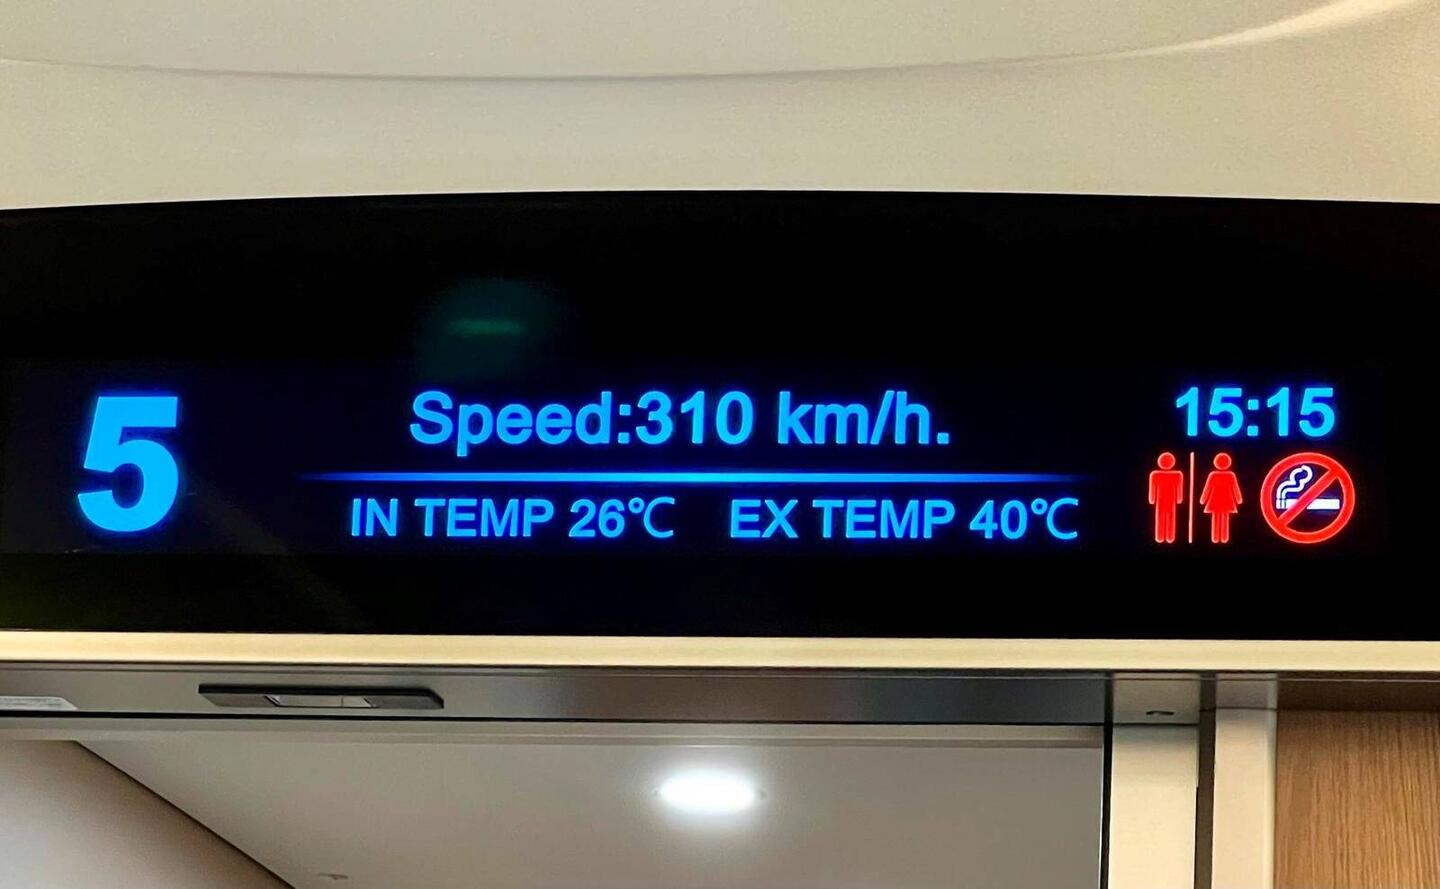 5
Speed:310 km/h.
15:15
IN TEMP 26℃ EX TEMP 40℃